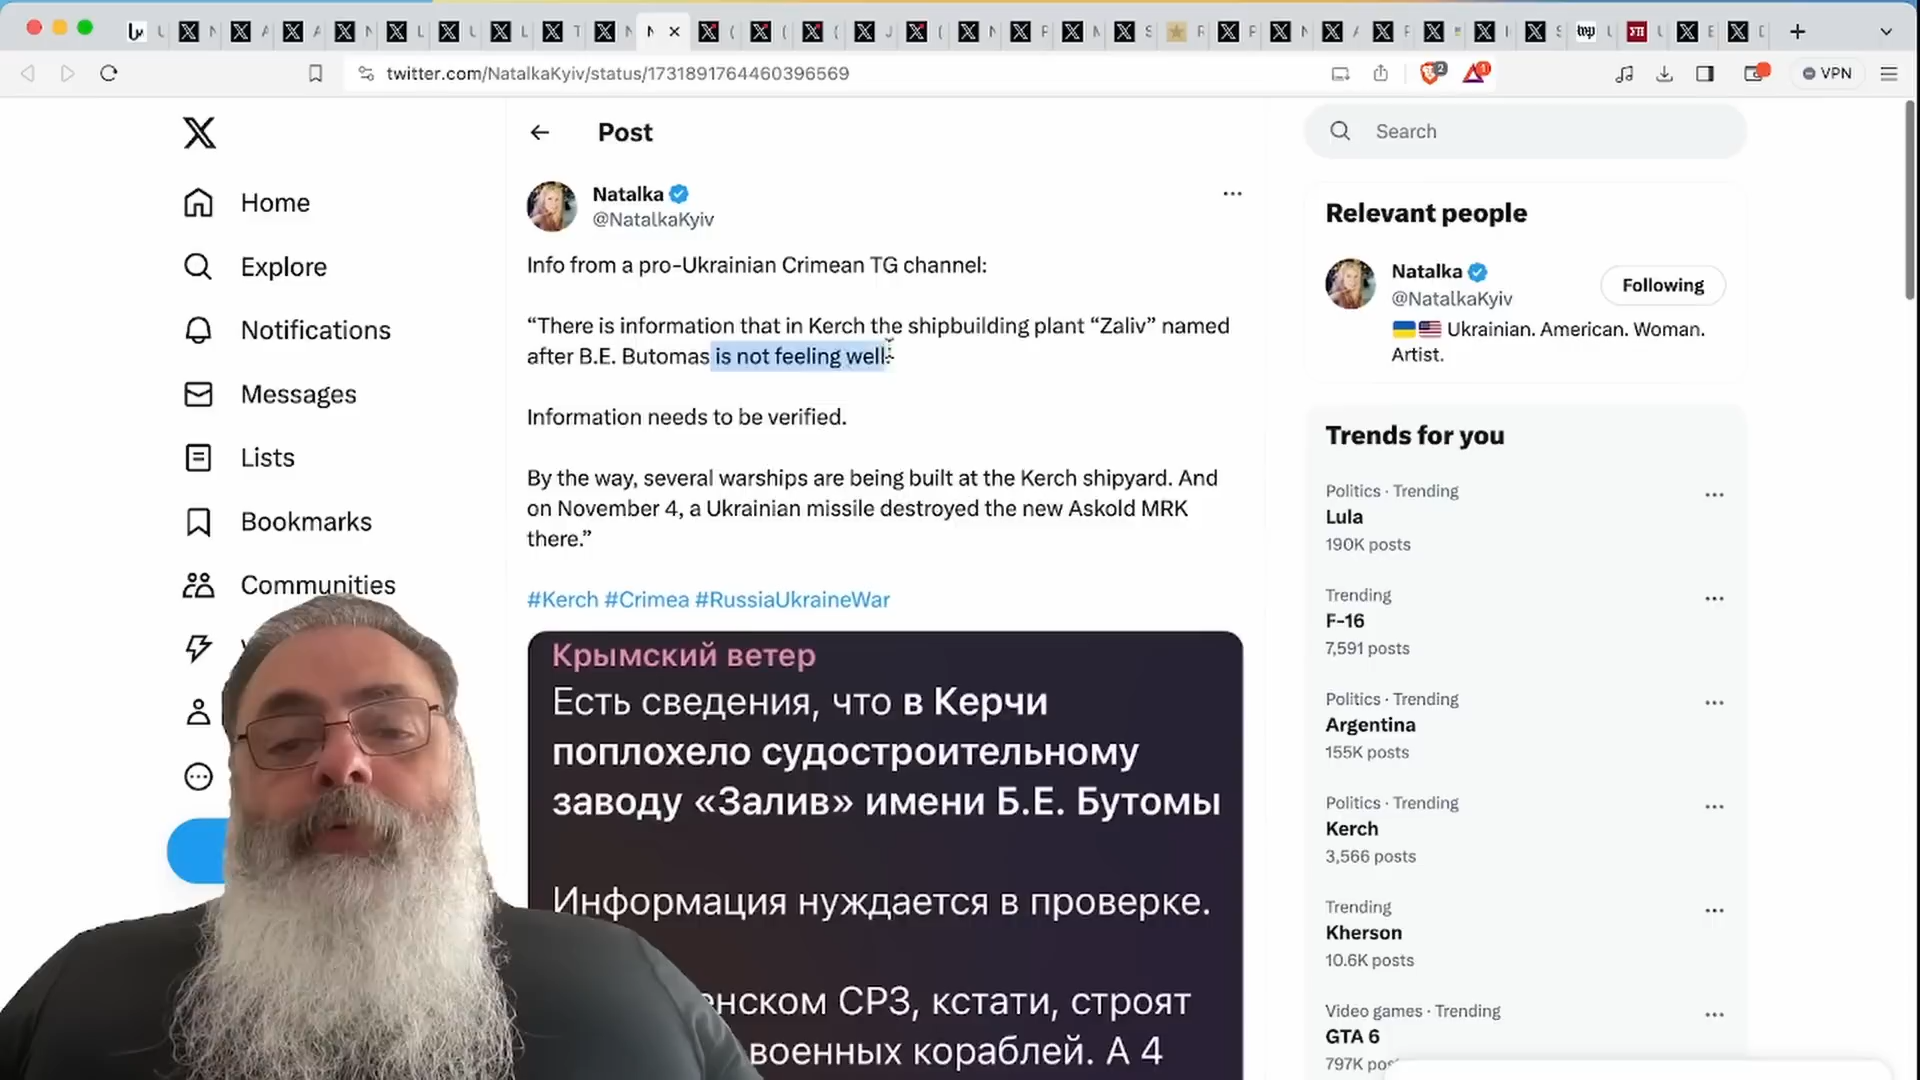 twitter.com/NatalkaKyiv/status/1731891764460396569
2
VPN
Post
Search
Home
Explore
Notifications
Messages
Lists
Bookmarks
Communities
Natalka
@NatalkaKyiv
Info from a pro-Ukrainian Crimean TG channel:
“There is information that in Kerch the shipbuilding plant “Zaliv” named
after B.E. Butomas is not feeling well.
Information needs to be verified.
By the way, several warships are being built at the Kerch shipyard. And
on November 4, a Ukrainian missile destroyed the new Askold MRK
there.”
#Kerch #Crimea #RussiaUkraineWar
Крымский ветер
Есть сведения, что в Керчи
поплохело судостроительному
заводу «Залив» имени Б.Е. Бутомы
Информация нуждается в проверке.
СРЗ, кстати, строят
военных кораблей. А 4
Relevant people
Natalka
Following
@NatalkaKyiv
Ukrainian. American. Woman.
Artist.
Trends for you
Politics · Trending
Lula
190K posts
Trending
F-16
7,591 posts
Politics · Trending
Argentina
155K posts
Politics · Trending
Kerch
3,566 posts
Trending
Kherson
10.6K posts
Video games · Trending
GTA 6
797K